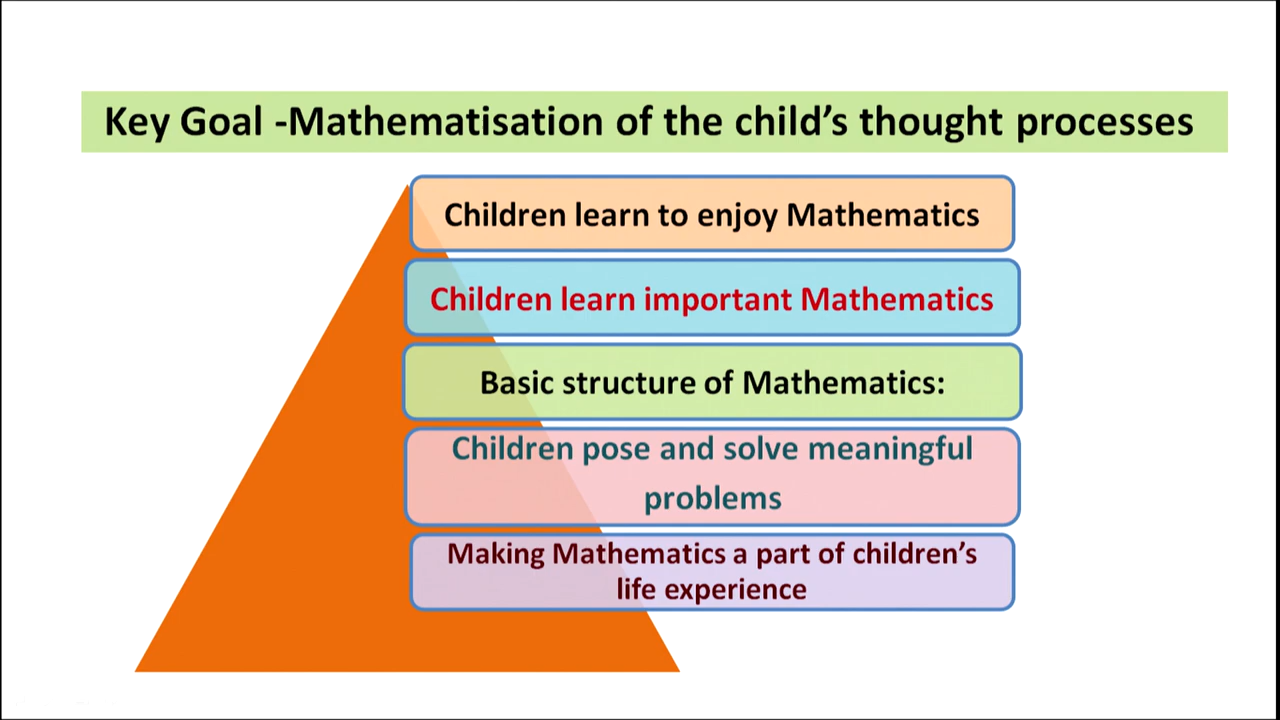 Key Goal -Mathematisation of the child’s thought processes
Children learn to enjoy Mathematics
Children learn important Mathematics
Basic structure of Mathematics:
Children pose and solve meaningful
problems
Making Mathematics a part of children’s
life experience